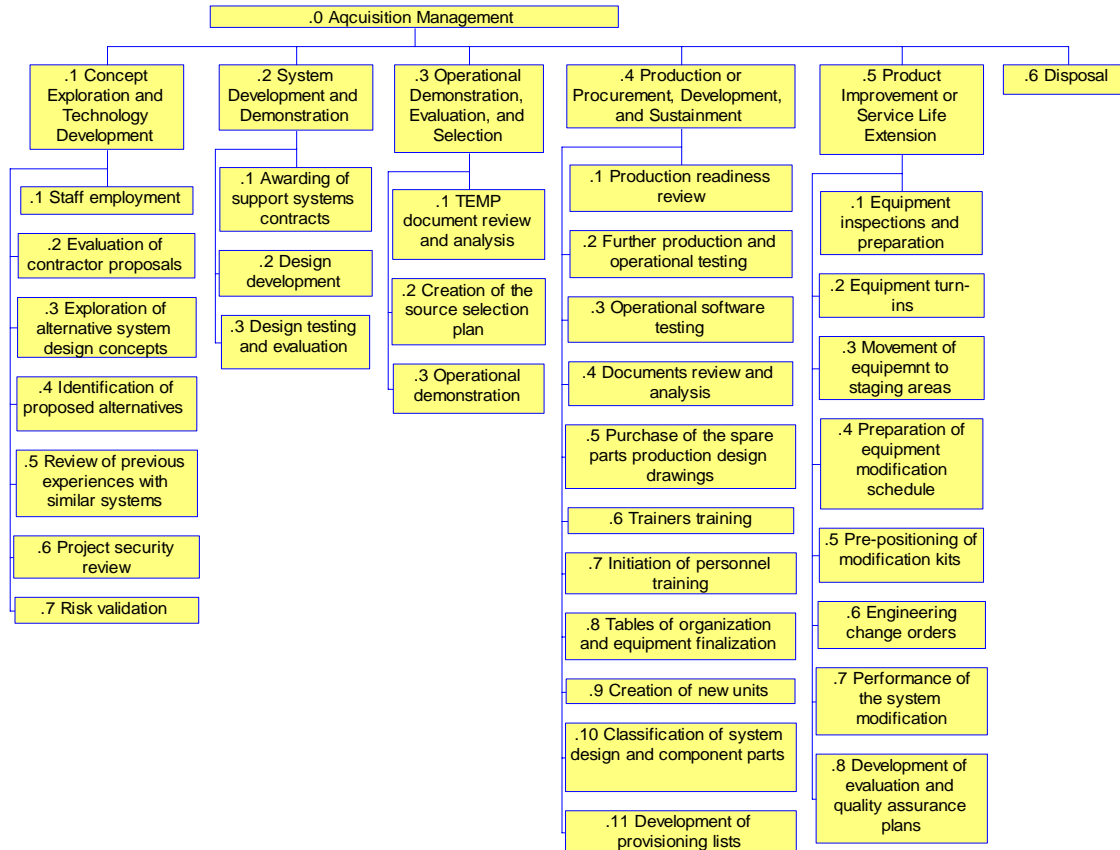 .0 Aqcuisition Management
.1 Concept
Exploration and
Technology
Development
.1 Staff employment
.2 Evaluation of
contractor proposals
.3 Exploration of
alternative system
design concepts
.4 Identification of
proposed alternatives
.5 Review of previous
experiences with
similar systems
.6 Project security
review
.7 Risk validation
.2 System
Development and
Demonstration
.1 Awarding of
support systems
contracts
.2 Design
development
.3 Design testing
and evaluation
.3 Operational
Demonstration,
Evaluation, and
Selection
.1 TEMP
document review
and analysis
.2 Creation of the
source selection
plan
.3 Operational
demonstration
.4 Production or
Procurement, Development,
and Sustainment
.1 Production readiness
review
.2 Further production and
operational testing
.3 Operational software
testing
.4 Documents review and
analysis
.5 Purchase of the spare
parts production design
drawings
.6 Trainers training
.7 Initiation of personnel
training
.8 Tables of organization
and equipment finalization
.9 Creation of new units
.10 Classification of system
design and component parts
.11 Development of
provisioning lists
.5 Product
Improvement or
Service Life
Extension
.1 Equipment
inspections and
preparation
.2 Equipment turn-
ins
.3 Movement of
equipemnt to
staging areas
.4 Preparation of
equipment
modification
schedule
.5 Pre-positioning of
modification kits
.6 Engineering
change orders
.7 Performance of
the system
modification
.8 Development of
evaluation and
quality assurance
plans
.6 Disposal